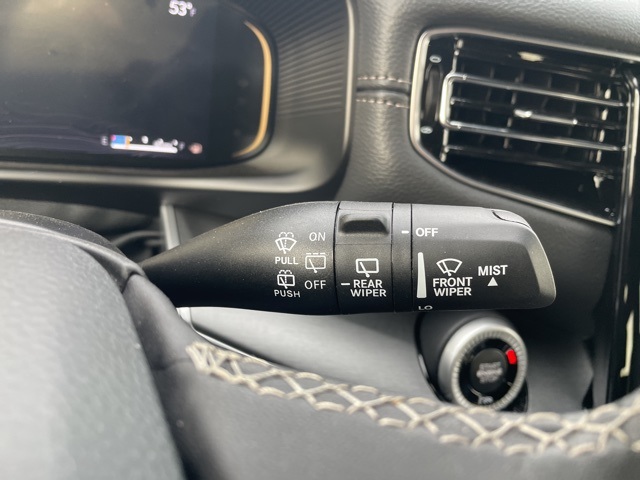 53°F
E
PULL
PUSH
ON
OFF
REAR
WIPER
OFF
FRONT
WIPER
MIST
LO